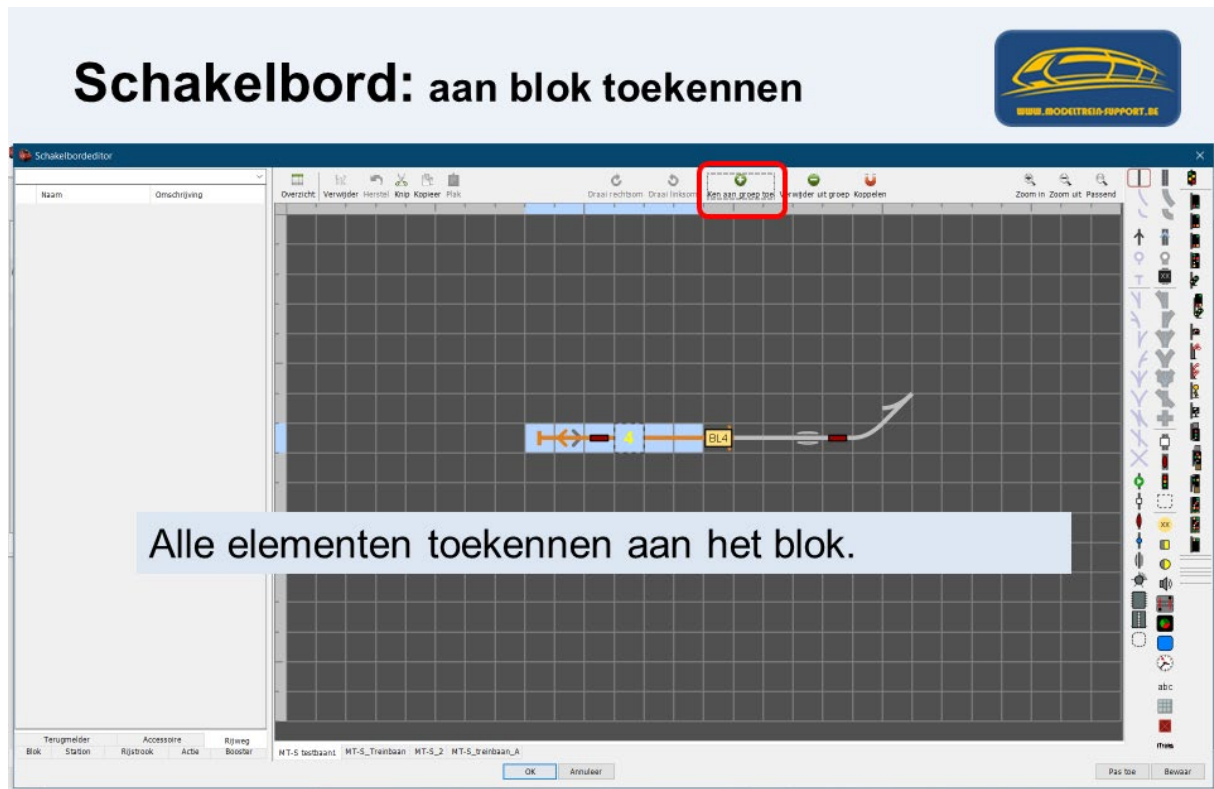 Schakelbord: aan blok toekennen
WWW.MODELTREIN-SUPPORT.BE
Schakelbordeditor
Naam Omschrijving
Overzicht Verwijder Herstel Knip Kopieer Plak Draai rechtsom Draai linksom Ken aan groep toe Verwijder uit groep Koppelen Zoom in Zoom uit Passend
XX
4 BL4
Alle elementen toekennen aan het blok.
XX
abc
Terugmelder Accessoire Rijweg
Blok Station Rijstrook Actie Booster
MT-S testbaan1 MT-S_Treinbaan MT-S_2 MT-S_treinbaan_A
OK Annuleer Pas toe Bewaar